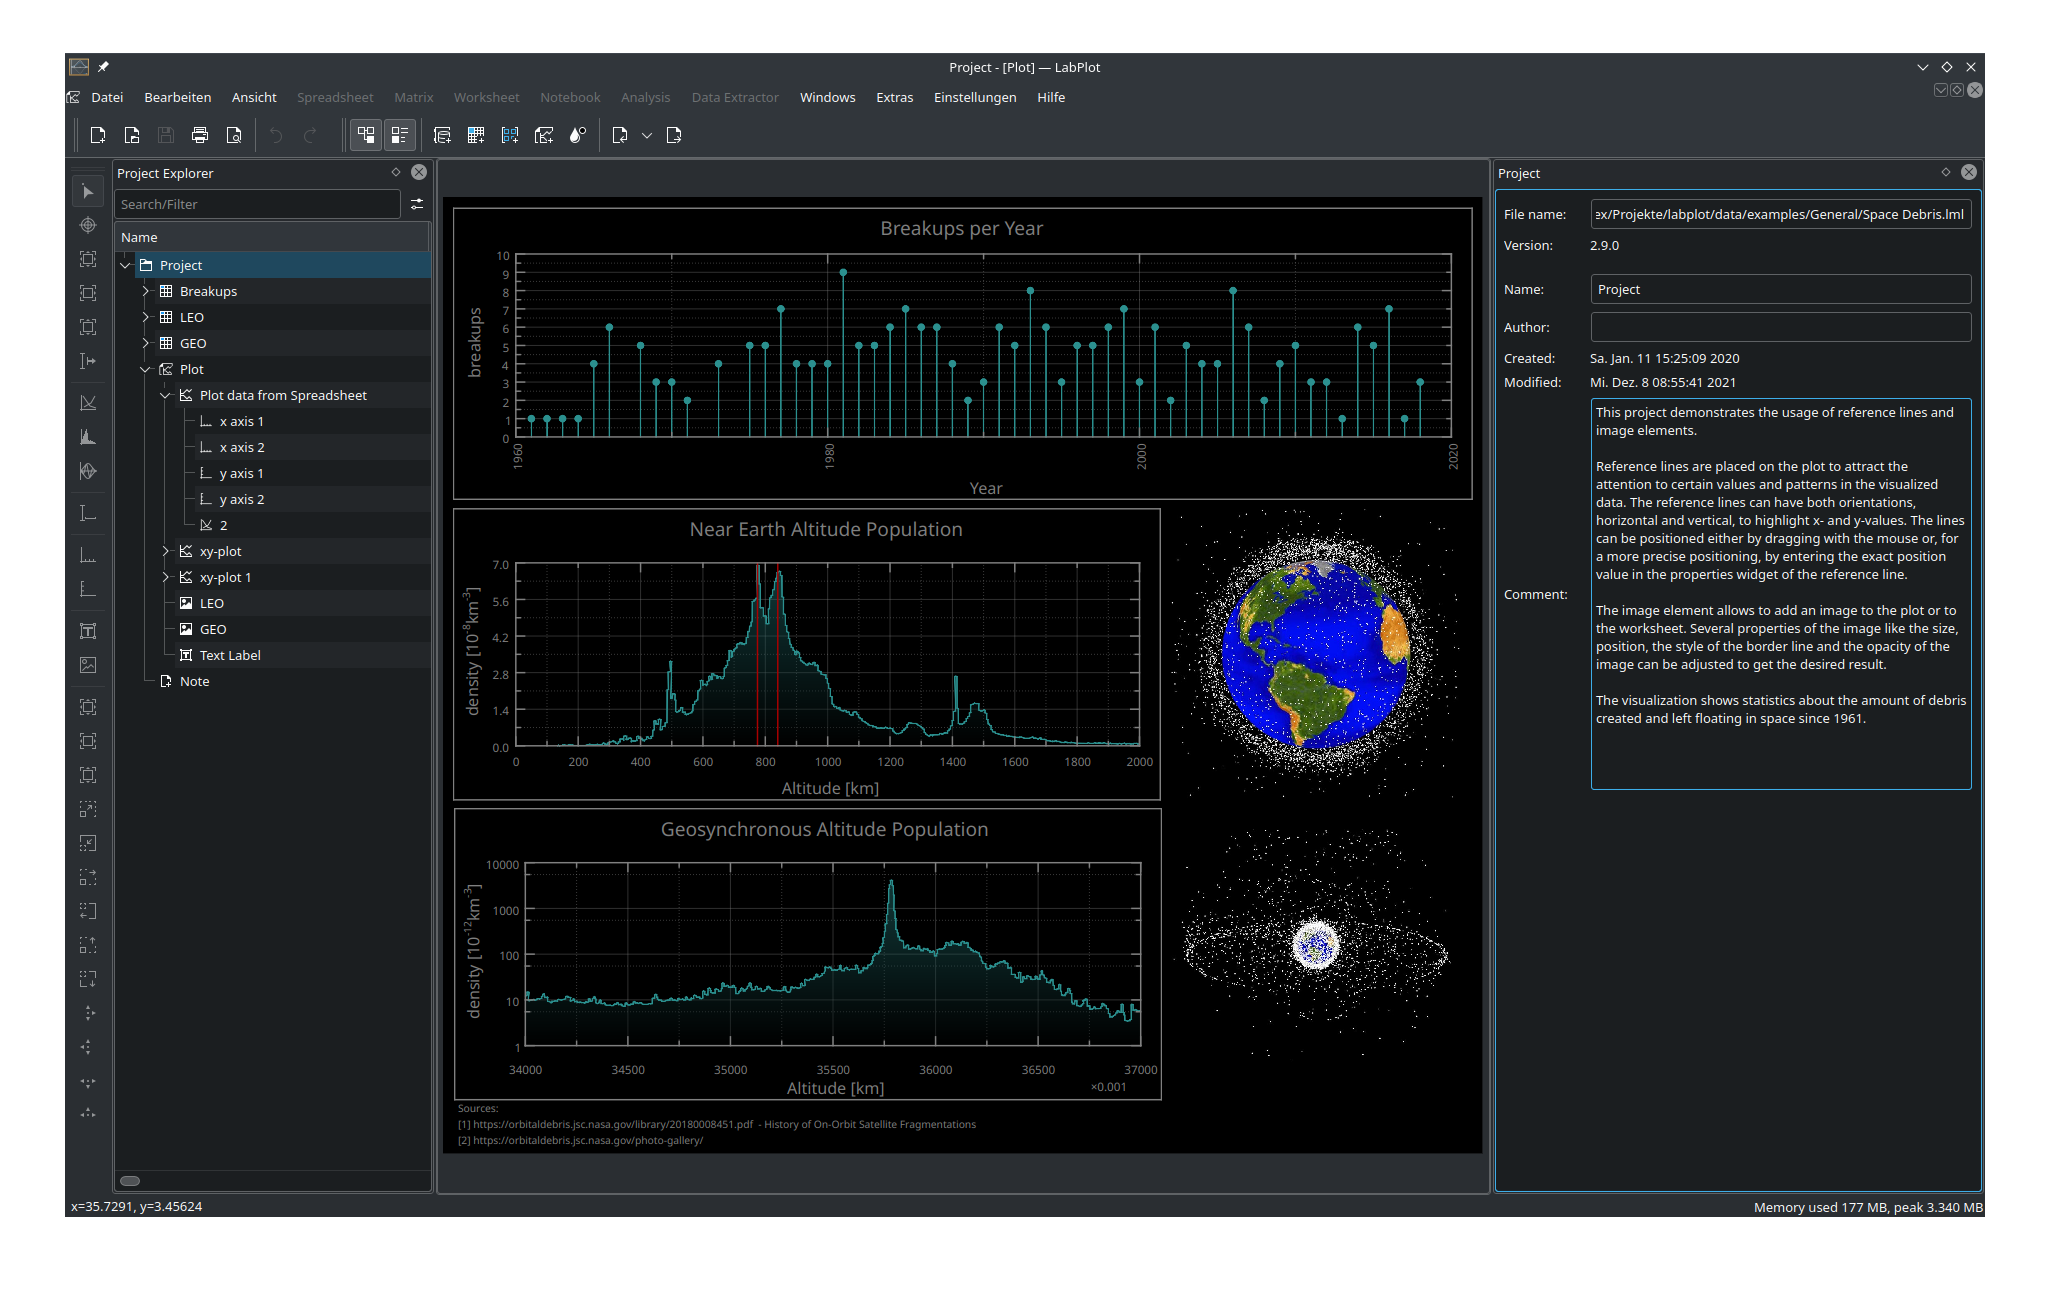 Project - [Plot] — LabPlot
Datei Bearbeiten Ansicht Spreadsheet Matrix Worksheet Notebook Analysis Data Extractor Windows Extras Einstellungen Hilfe
Project Explorer
Search/Filter
Name
Project
Breakups
LEO
GEO
Plot
Plot data from Spreadsheet
x axis 1
x axis 2
y axis 1
y axis 2
2
xy-plot
xy-plot 1
LEO
GEO
Text Label
Note
Breakups per Year
breakups
10
9
8
7
6
5
4
3
2
1
0
1960 1980 2000 2020
Year
Near Earth Altitude Population
density [10⁻⁸km⁻³]
7.0
5.6
4.2
2.8
1.4
0.0
0 200 400 600 800 1000 1200 1400 1600 1800 2000
Altitude [km]
Geosynchronous Altitude Population
density [10⁻¹²km⁻³]
10000
1000
100
10
1
34000 34500 35000 35500 36000 36500 37000
Altitude [km]
×0.001
Sources:
[1] https://orbitaldebris.jsc.nasa.gov/library/20180008451.pdf - History of On-Orbit Satellite Fragmentations
[2] https://orbitaldebris.jsc.nasa.gov/photo-gallery/
Project
File name: ex/Projekte/labplot/data/examples/General/Space Debris.lml
Version: 2.9.0
Name: Project
Author:
Created: Sa. Jan. 11 15:25:09 2020
Modified: Mi. Dez. 8 08:55:41 2021
Comment:
This project demonstrates the usage of reference lines and
image elements.
Reference lines are placed on the plot to attract the
attention to certain values and patterns in the visualized
data. The reference lines can have both orientations,
horizontal and vertical, to highlight x- and y-values. The lines
can be positioned either by dragging with the mouse or, for
a more precise positioning, by entering the exact position
value in the properties widget of the reference line.
The image element allows to add an image to the plot or to
the worksheet. Several properties of the image like the size,
position, the style of the border line and the opacity of the
image can be adjusted to get the desired result.
The visualization shows statistics about the amount of debris
created and left floating in space since 1961.
x=35.7291, y=3.45624
Memory used 177 MB, peak 3.340 MB